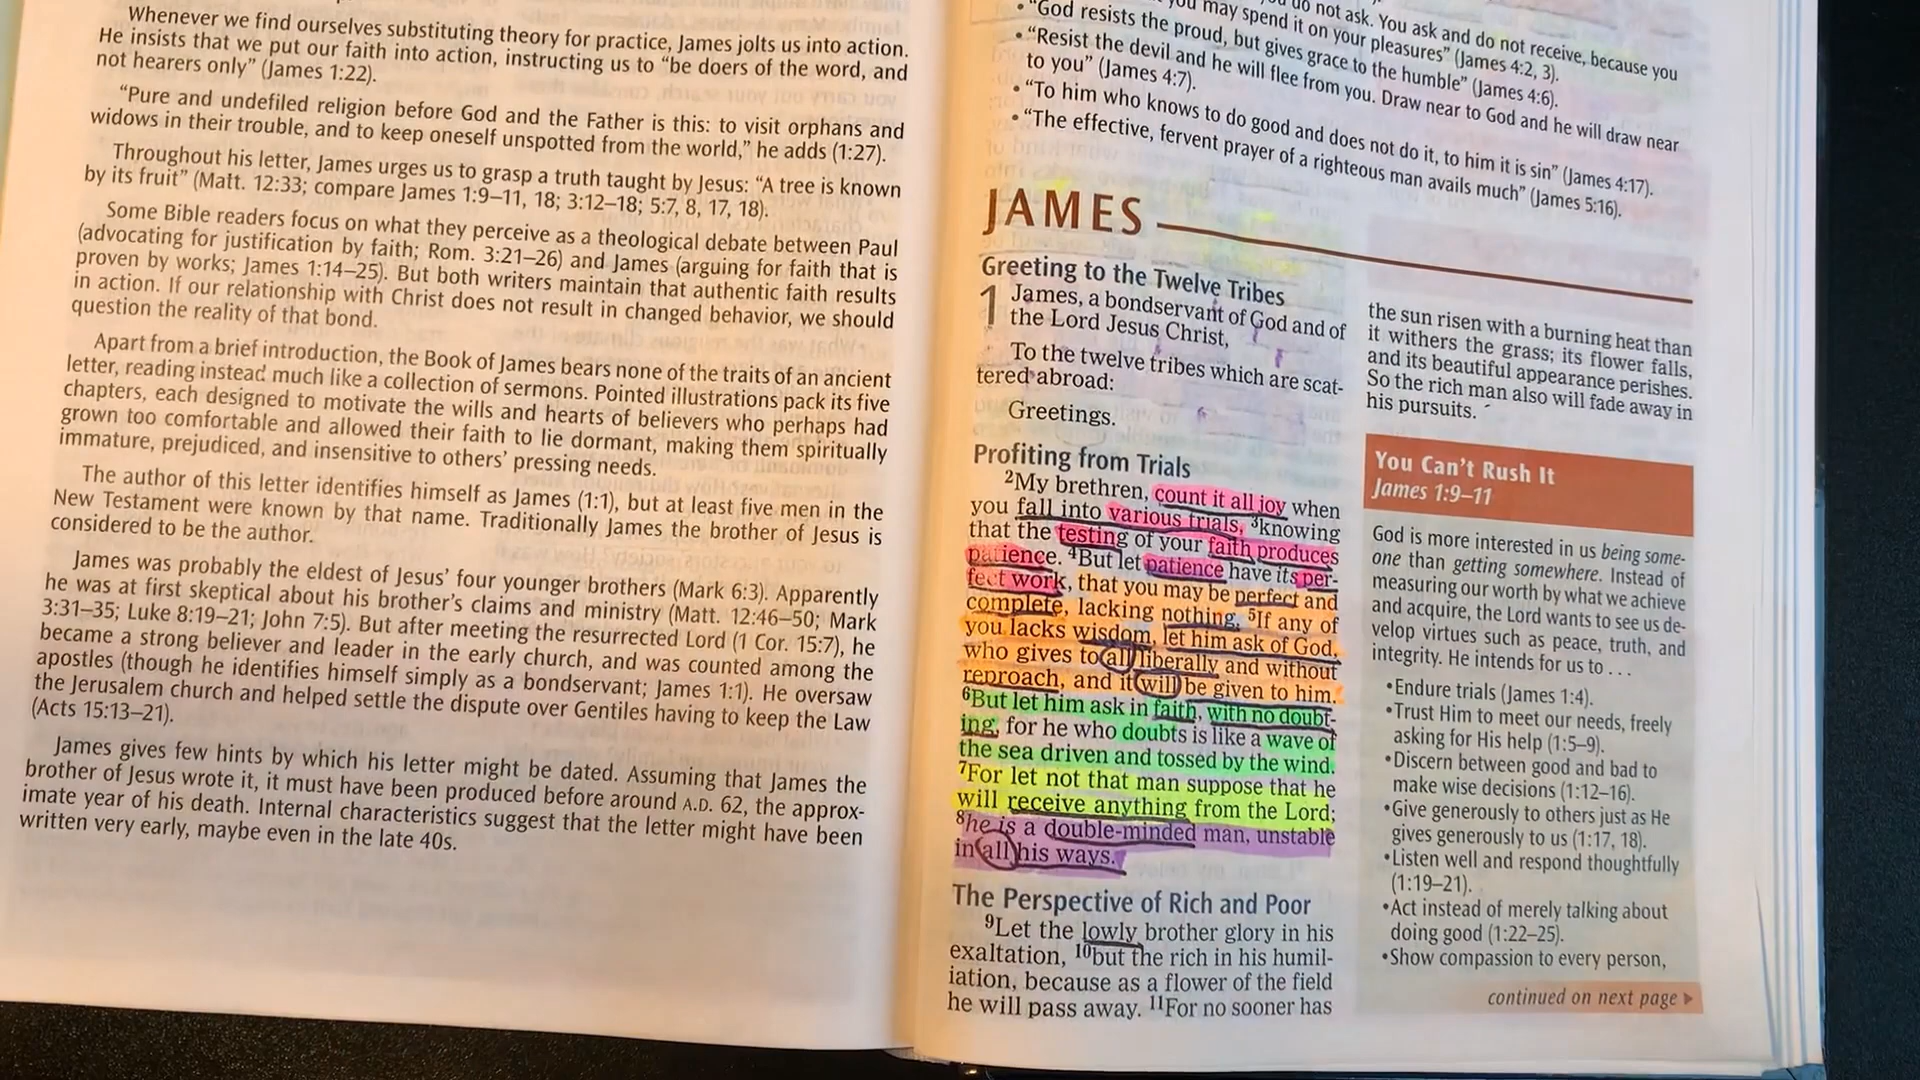 Whenever we find ourselves substituting theory for practice, James jolts us into action.
He insists that we put our faith into action, instructing us to “be doers of the word, and
not hearers only” (James 1:22).
“Pure and undefiled religion before God and the Father is this: to visit orphans and
widows in their trouble, and to keep oneself unspotted from the world,” he adds (1:27).
Throughout his letter, James urges us to grasp a truth taught by Jesus: “A tree is known
by its fruit” (Matt. 12:33; compare James 1:9–11, 18; 3:12–18; 5:7, 8, 17, 18).
Some Bible readers focus on what they perceive as a theological debate between Paul
(advocating for justification by faith; Rom. 3:21–26) and James (arguing for faith that is
proven by works; James 1:14–25). But both writers maintain that authentic faith results
in action. If our relationship with Christ does not result in changed behavior, we should
question the reality of that bond.
Apart from a brief introduction, the Book of James bears none of the traits of an ancient
letter, reading instead much like a collection of sermons. Pointed illustrations pack its five
chapters, each designed to motivate the wills and hearts of believers who perhaps had
grown too comfortable and allowed their faith to lie dormant, making them spiritually
immature, prejudiced, and insensitive to others’ pressing needs.
The author of this letter identifies himself as James (1:1), but at least five men in the
New Testament were known by that name. Traditionally James the brother of Jesus is
considered to be the author.
James was probably the eldest of Jesus’ four younger brothers (Mark 6:3). Apparently
he was at first skeptical about his brother’s claims and ministry (Matt. 12:46–50; Mark
3:31–35; Luke 8:19–21; John 7:5). But after meeting the resurrected Lord (1 Cor. 15:7), he
became a strong believer and leader in the early church, and was counted among the
apostles (though he identifies himself simply as a bondservant; James 1:1). He oversaw
the Jerusalem church and helped settle the dispute over Gentiles having to keep the Law
(Acts 15:13–21).
James gives few hints by which his letter might be dated. Assuming that James the
brother of Jesus wrote it, it must have been produced before around A.D. 62, the approx-
imate year of his death. Internal characteristics suggest that the letter might have been
written very early, maybe even in the late 40s.
do not ask. You ask and do not receive, because you
you may spend it on your pleasures” (James 4:2, 3).
• “God resists the proud, but gives grace to the humble” (James 4:6).
• “Resist the devil and he will flee from you. Draw near to God and he will draw near
to you” (James 4:7).
• “To him who knows to do good and does not do it, to him it is sin” (James 4:17).
• “The effective, fervent prayer of a righteous man avails much” (James 5:16).
JAMES
Greeting to the Twelve Tribes
1 James, a bondservant of God and of
the Lord Jesus Christ,
To the twelve tribes which are scat-
tered abroad:
Greetings.
Profiting from Trials
2My brethren, count it all joy when
you fall into various trials, 3knowing
that the testing of your faith produces
patience. 4But let patience have its per-
fect work, that you may be perfect and
complete, lacking nothing. 5If any of
you lacks wisdom, let him ask of God,
who gives to all liberally and without
reproach, and it will be given to him.
6But let him ask in faith, with no doubt-
ing, for he who doubts is like a wave of
the sea driven and tossed by the wind.
7For let not that man suppose that he
will receive anything from the Lord;
8he is a double-minded man, unstable
in all his ways.
The Perspective of Rich and Poor
9Let the lowly brother glory in his
exaltation, 10but the rich in his humil-
iation, because as a flower of the field
he will pass away. 11For no sooner has
the sun risen with a burning heat than
it withers the grass; its flower falls,
and its beautiful appearance perishes.
So the rich man also will fade away in
his pursuits.
You Can’t Rush It
James 1:9–11
God is more interested in us being some-
one than getting somewhere. Instead of
measuring our worth by what we achieve
and acquire, the Lord wants to see us de-
velop virtues such as peace, truth, and
integrity. He intends for us to . . .
•Endure trials (James 1:4).
•Trust Him to meet our needs, freely
asking for His help (1:5–9).
•Discern between good and bad to
make wise decisions (1:12–16).
•Give generously to others just as He
gives generously to us (1:17, 18).
•Listen well and respond thoughtfully
(1:19–21).
•Act instead of merely talking about
doing good (1:22–25).
•Show compassion to every person,
continued on next page ►